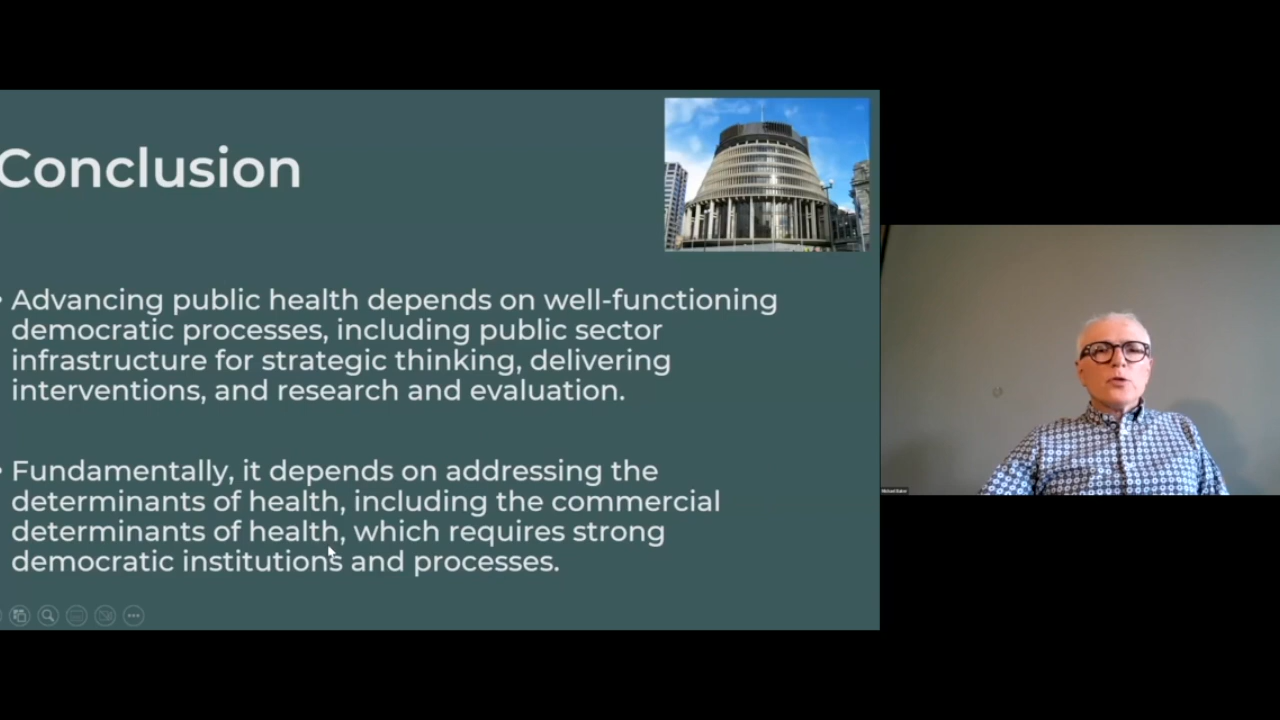 Conclusion
• Advancing public health depends on well-functioning
democratic processes, including public sector
infrastructure for strategic thinking, delivering
interventions, and research and evaluation.
• Fundamentally, it depends on addressing the
determinants of health, including the commercial
determinants of health, which requires strong
democratic institutions and processes.
Michael Baker